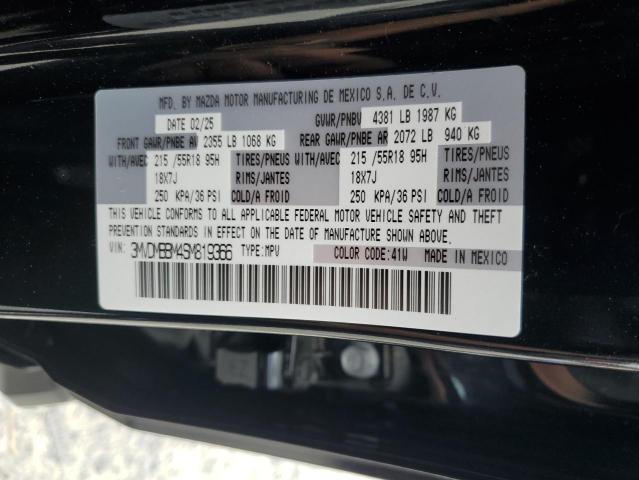 MFD. BY MAZDA MOTOR MANUFACTURING DE MEXICO S.A. DE C.V.
DATE 02/25 GVWR/PNBV 4381 LB 1987 KG
FRONT GAWR/PNBE AV 2355 LB 1068 KG REAR GAWR/PNBE AR 2072 LB 940 KG
WITH/AVEC 215 /55R18 95H TIRES/PNEUS WITH/AVEC 215 /55R18 95H TIRES/PNEUS
18X7J RIMS/JANTES 18X7J RIMS/JANTES
250 KPA/36 PSI COLD/A FROID 250 KPA/36 PSI COLD/A FROID
THIS VEHICLE CONFORMS TO ALL APPLICABLE FEDERAL MOTOR VEHICLE SAFETY AND THEFT
PREVENTION STANDARDS IN EFFECT ON THE DATE OF MANUFACTURE SHOWN ABOVE.
VIN: 3MVDMBBM4SM819366 TYPE:MPV COLOR CODE:41W MADE IN MEXICO